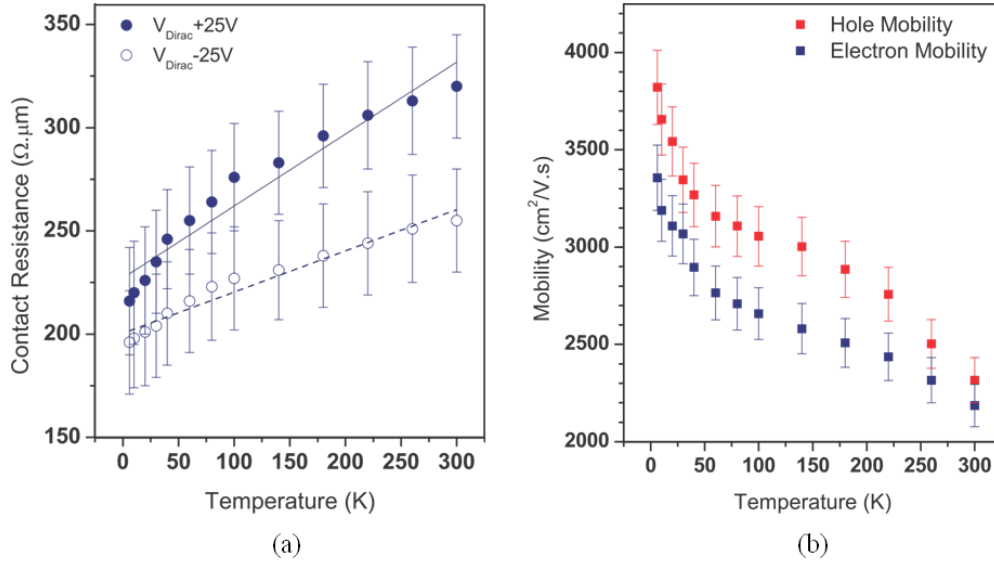 350
300
250
200
150
Contact Resistance (Ω.μm)
V_Dirac+25V
V_Dirac-25V
0 50 100 150 200 250 300
Temperature (K)
(a)
4000
3500
3000
2500
2000
Mobility (cm²/V.s)
Hole Mobility
Electron Mobility
0 50 100 150 200 250 300
Temperature (K)
(b)